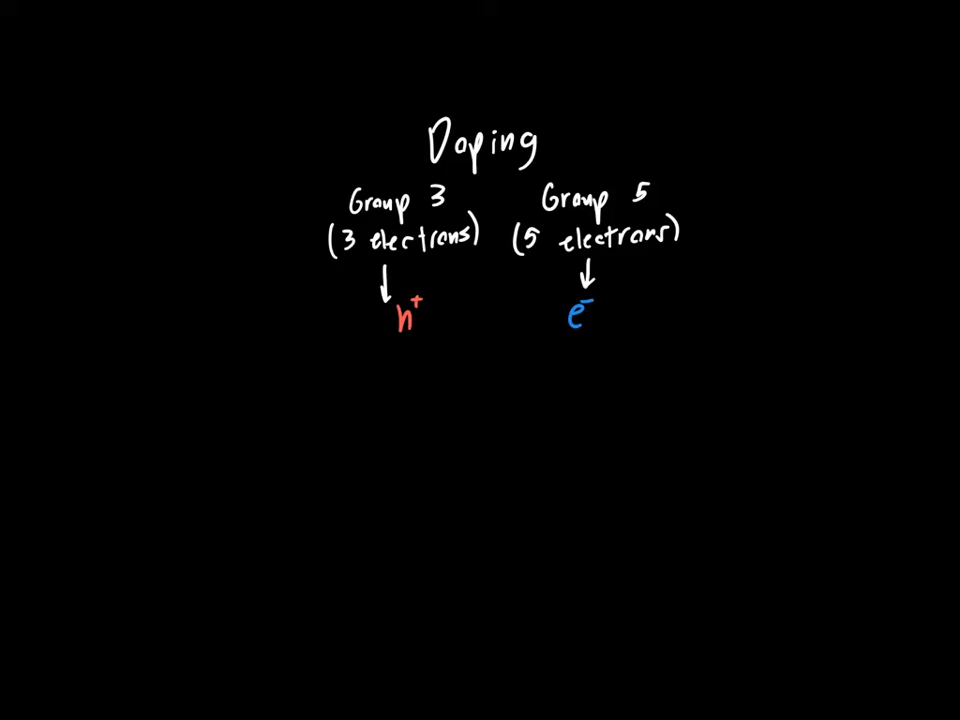 Doping
Group 3
(3 electrons)
↓
h⁺
Group 5
(5 electrons)
↓
e⁻